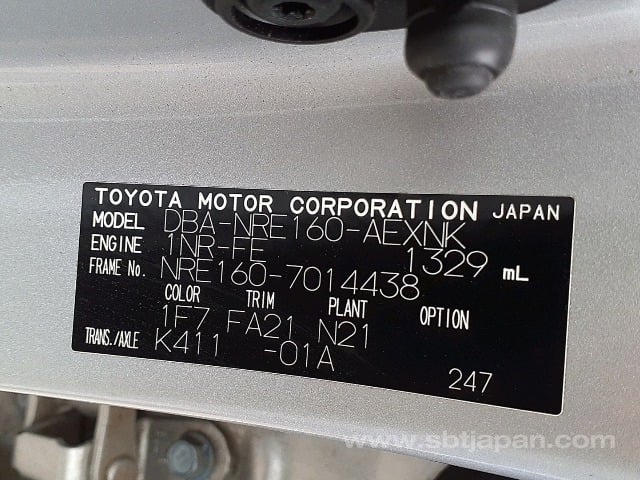 TOYOTA MOTOR CORPORATION JAPAN
MODEL DBA-NRE160-AEXNK
ENGINE 1NR-FE 1329 mL
FRAME No. NRE160-7014438
COLOR TRIM PLANT OPTION
1F7 FA21 N21
TRANS./AXLE K411 -01A
247
www.sbtjapan.com